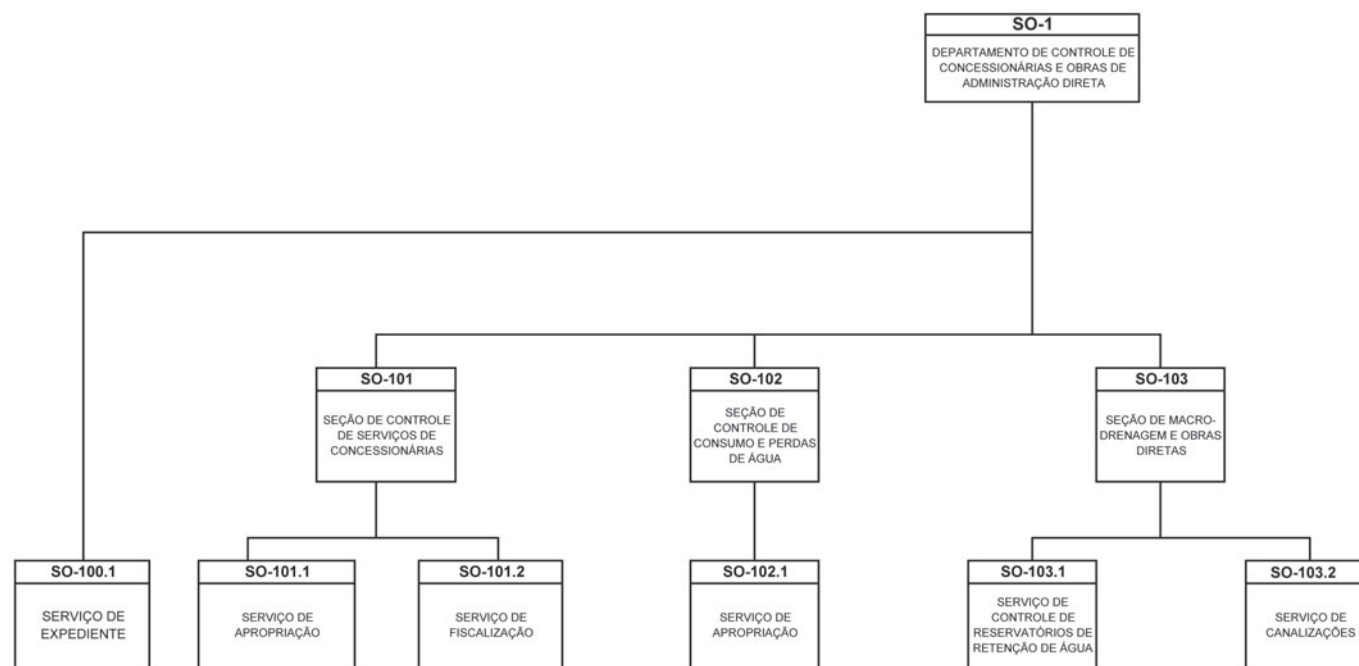 SO-1
DEPARTAMENTO DE CONTROLE DE
CONCESSIONÁRIAS E OBRAS DE
ADMINISTRAÇÃO DIRETA
SO-101
SEÇÃO DE CONTROLE
DE SERVIÇOS DE
CONCESSIONÁRIAS
SO-102
SEÇÃO DE
CONTROLE DE
CONSUMO E PERDAS
DE ÁGUA
SO-103
SEÇÃO DE MACRO-
DRENAGEM E OBRAS
DIRETAS
SO-100.1
SERVIÇO DE
EXPEDIENTE
SO-101.1
SERVIÇO DE
APROPRIAÇÃO
SO-101.2
SERVIÇO DE
FISCALIZAÇÃO
SO-102.1
SERVIÇO DE
APROPRIAÇÃO
SO-103.1
SERVIÇO DE
CONTROLE DE
RESERVATÓRIOS DE
RETENÇÃO DE ÁGUA
SO-103.2
SERVIÇO DE
CANALIZAÇÕES